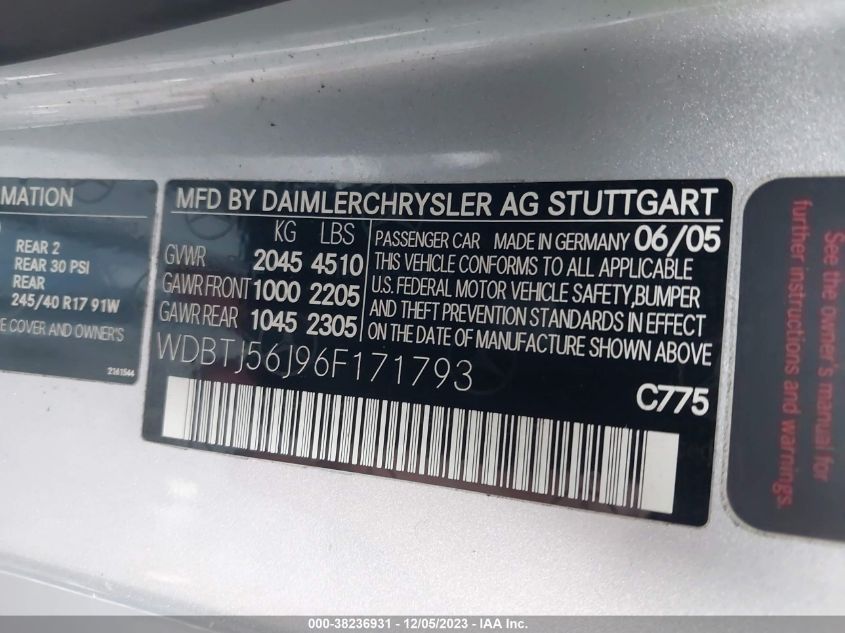 MATION
REAR 2
REAR 30 PSI
REAR
245/40 R17 91W
E COVER AND OWNER'S
2161544
MFD BY DAIMLERCHRYSLER AG STUTTGART
KG LBS
GVWR 2045 4510
GAWR FRONT 1000 2205
GAWR REAR 1045 2305
PASSENGER CAR MADE IN GERMANY 06/05
THIS VEHICLE CONFORMS TO ALL APPLICABLE
U.S. FEDERAL MOTOR VEHICLE SAFETY,BUMPER
AND THEFT PREVENTION STANDARDS IN EFFECT
ON THE DATE OF MANUFACTURE SHOWN ABOVE
WDBTJ56J96F171793
C775
See the owner's manual for
further instructions and warnings.
000-38236931 - 12/05/2023 - IAA Inc.